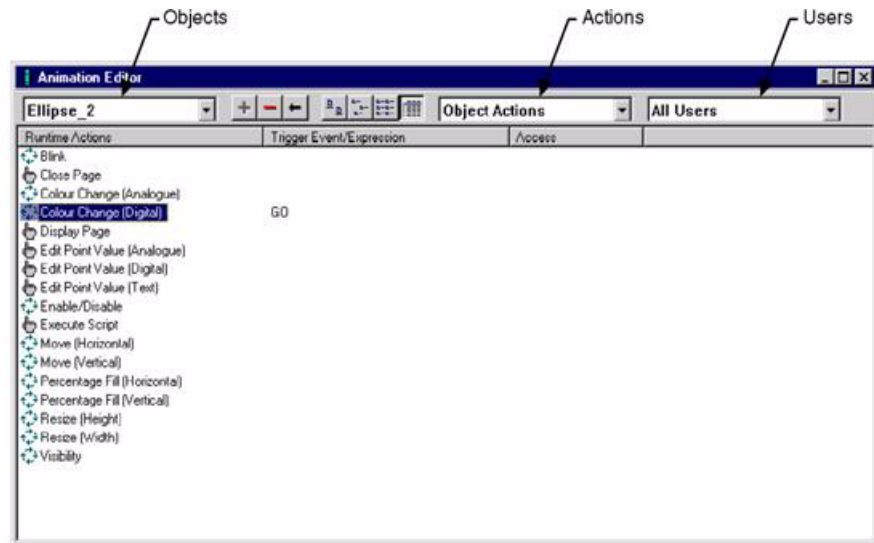 Objects Actions Users
Animation Editor
Ellipse_2 Object Actions All Users
Runtime Actions Trigger Event/Expression Access
Blink
Close Page
Colour Change (Analogue)
Colour Change (Digital) GO
Display Page
Edit Point Value (Analogue)
Edit Point Value (Digital)
Edit Point Value (Text)
Enable/Disable
Execute Script
Move (Horizontal)
Move (Vertical)
Percentage Fill (Horizontal)
Percentage Fill (Vertical)
Resize (Height)
Resize (Width)
Visibility